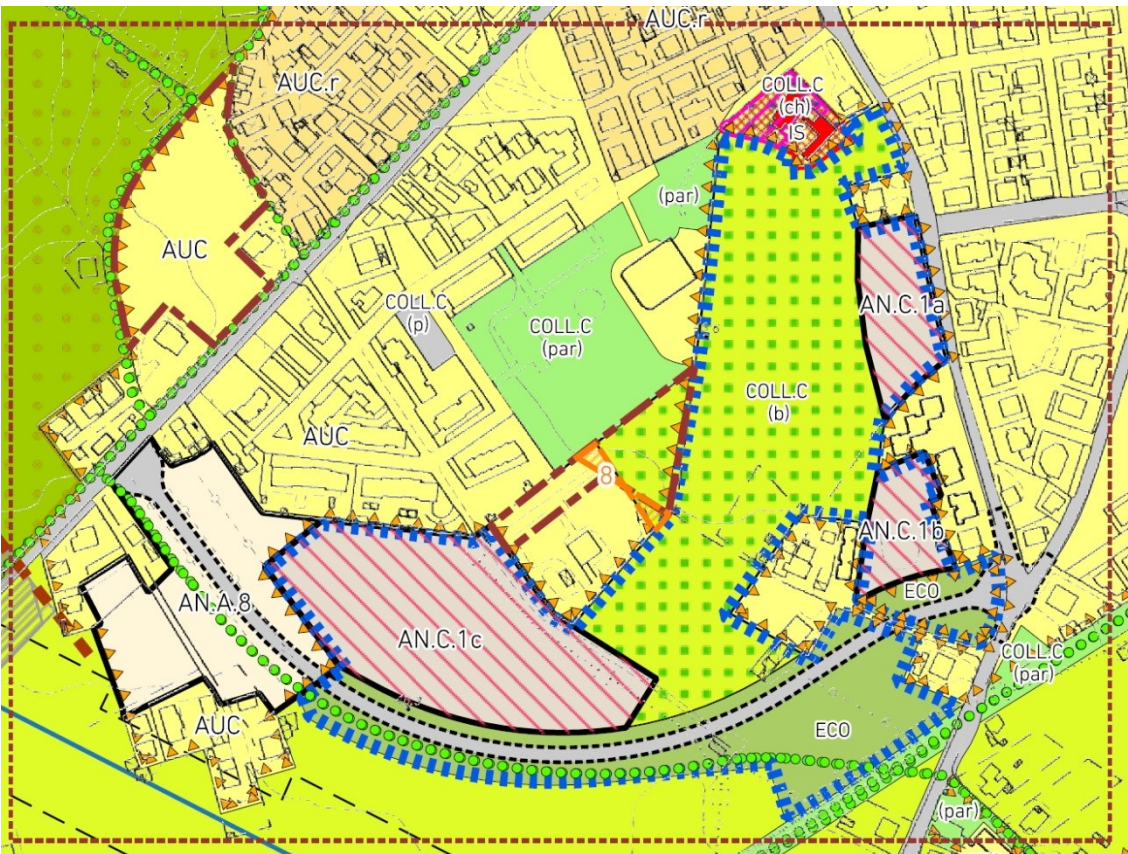 AUC.r
AUC.r
COLL.C
(ch)
IS
(par)
AUC
COLL.C
(p)
COLL.C
(par)
AN.C.1a
COLL.C
(b)
AUC
8
AN.C.1b
ECO
AN.A.8
AN.C.1c
COLL.C
(par)
AUC
ECO
(par)